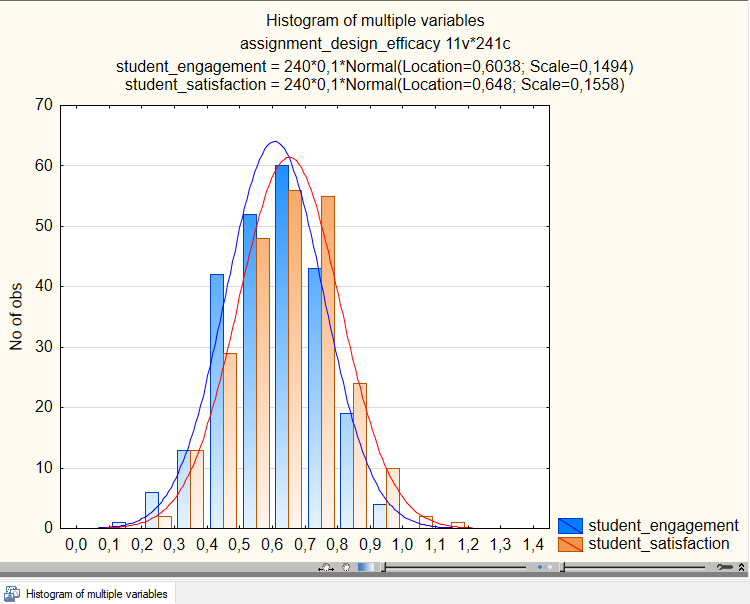 Histogram of multiple variables
assignment_design_efficacy 11v*241c
student_engagement = 240*0,1*Normal(Location=0,6038; Scale=0,1494)
student_satisfaction = 240*0,1*Normal(Location=0,648; Scale=0,1558)
70
60
50
40
30
20
10
0
No of obs
0,0 0,1 0,2 0,3 0,4 0,5 0,6 0,7 0,8 0,9 1,0 1,1 1,2 1,3 1,4
student_engagement
student_satisfaction
Histogram of multiple variables